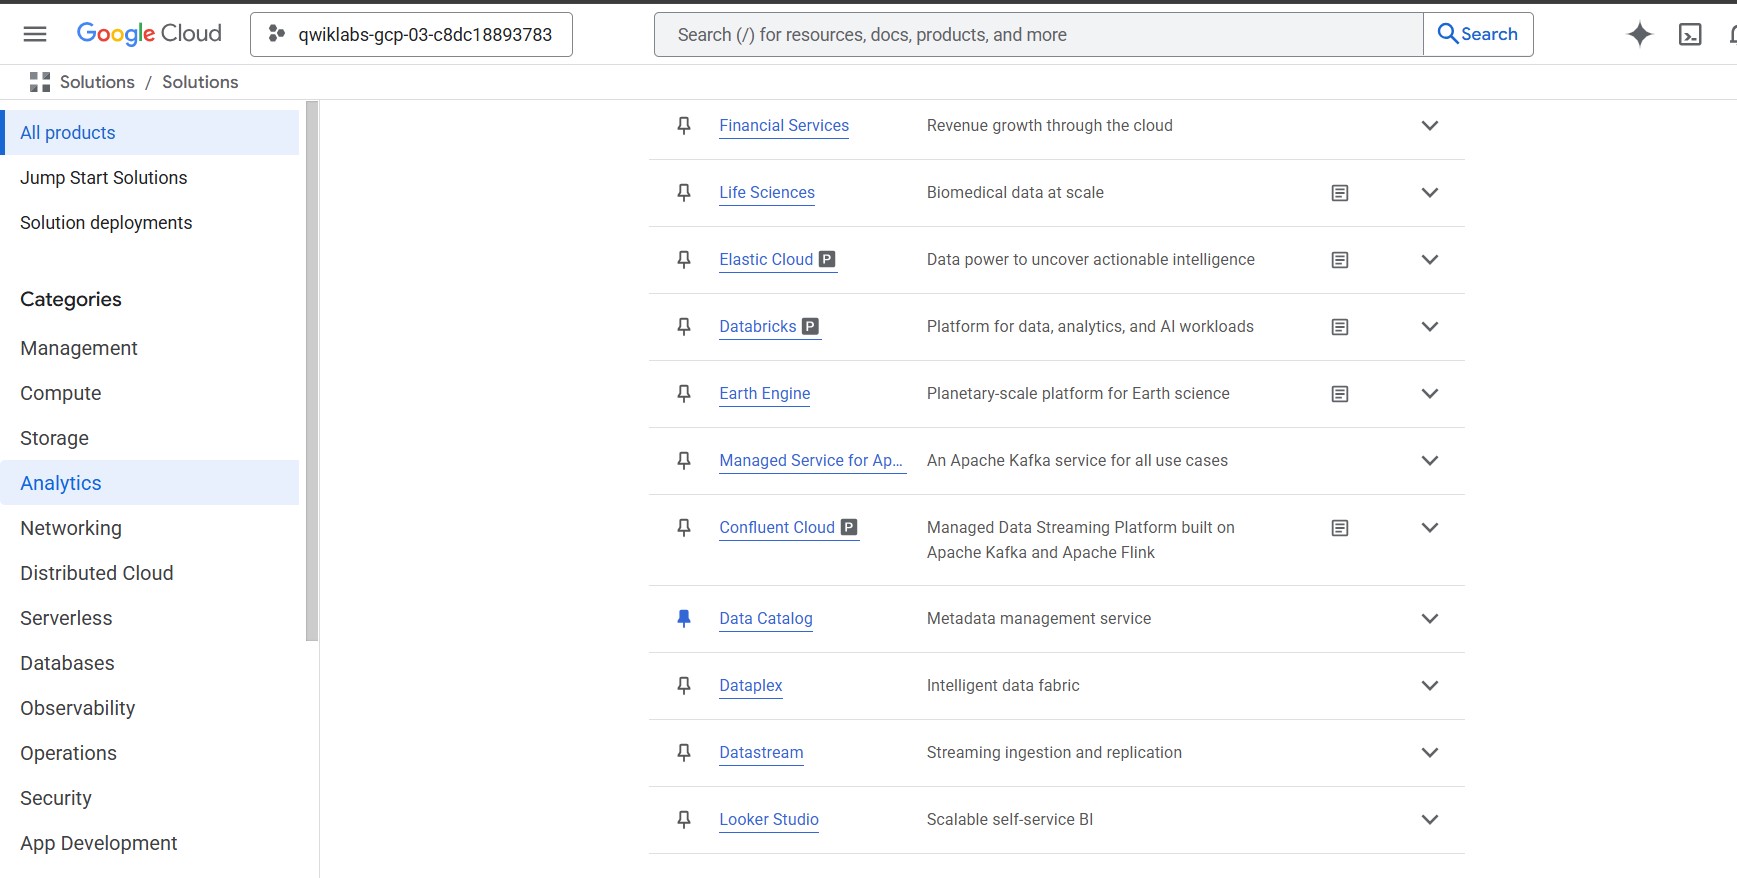 Google Cloud
qwiklabs-gcp-03-c8dc18893783
Search (/) for resources, docs, products, and more
Search
Solutions / Solutions
All products
Jump Start Solutions
Solution deployments
Categories
Management
Compute
Storage
Analytics
Networking
Distributed Cloud
Serverless
Databases
Observability
Operations
Security
App Development
Financial Services Revenue growth through the cloud
Life Sciences Biomedical data at scale
Elastic Cloud P Data power to uncover actionable intelligence
Databricks P Platform for data, analytics, and AI workloads
Earth Engine Planetary-scale platform for Earth science
Managed Service for Ap... An Apache Kafka service for all use cases
Confluent Cloud P Managed Data Streaming Platform built on
Apache Kafka and Apache Flink
Data Catalog Metadata management service
Dataplex Intelligent data fabric
Datastream Streaming ingestion and replication
Looker Studio Scalable self-service BI